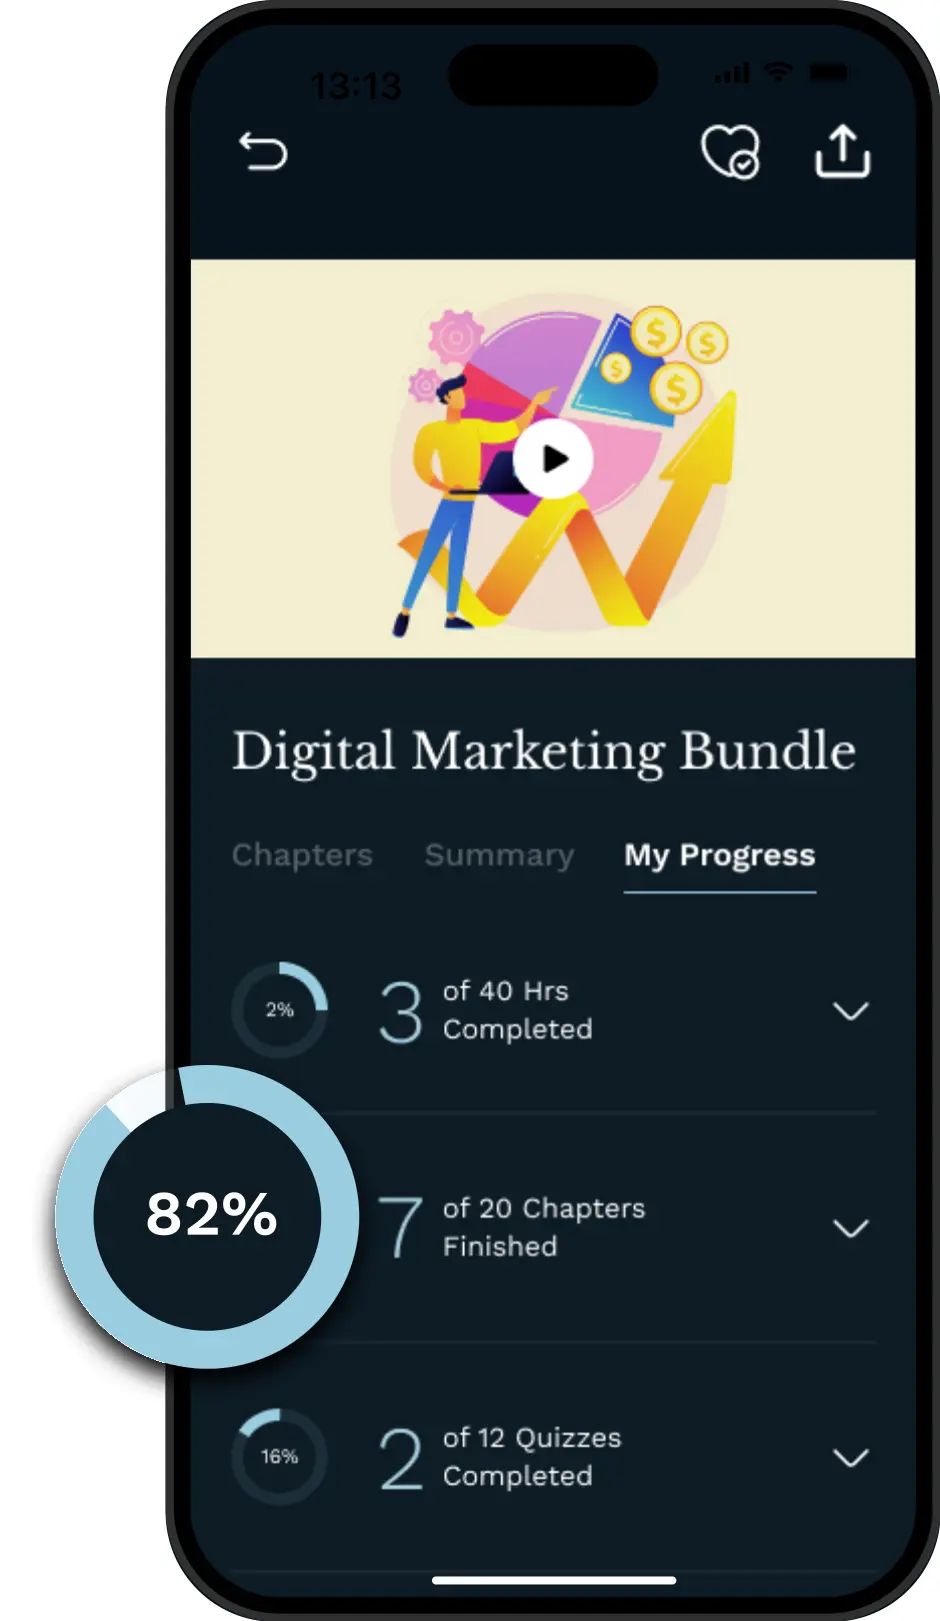 13:13
Digital Marketing Bundle
Chapters Summary My Progress
2%
3 of 40 Hrs
Completed
82%
7 of 20 Chapters
Finished
16%
2 of 12 Quizzes
Completed